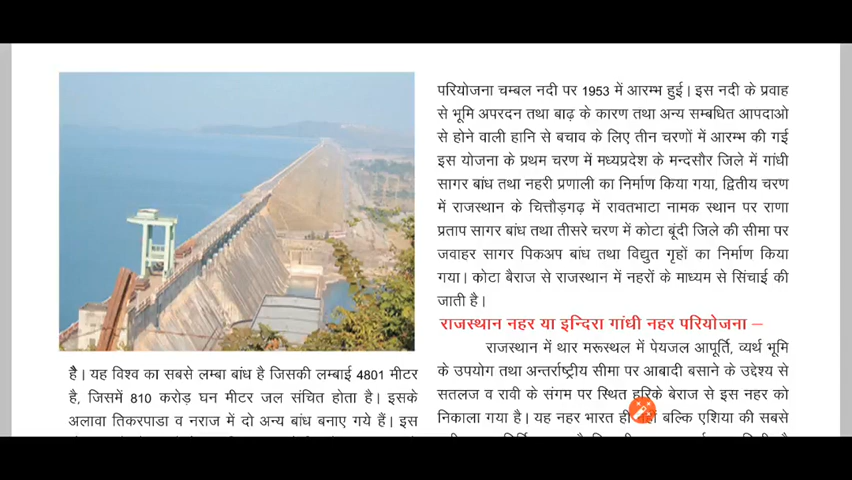 है। यह विश्व का सबसे लम्बा बांध है जिसकी लम्बाई 4801 मीटर
है, जिसमें 810 करोड़ घन मीटर जल संचित होता है। इसके
अलावा तिकरपाडा व नराज में दो अन्य बांध बनाए गये हैं। इस
परियोजना चम्बल नदी पर 1953 में आरम्भ हुई। इस नदी के प्रवाह
से भूमि अपरदन तथा बाढ़ के कारण तथा अन्य सम्बधित आपदाओ
से होने वाली हानि से बचाव के लिए तीन चरणों में आरम्भ की गई
इस योजना के प्रथम चरण में मध्यप्रदेश के मन्दसौर जिले में गांधी
सागर बांध तथा नहरी प्रणाली का निर्माण किया गया, द्वितीय चरण
में राजस्थान के चित्तौड़गढ़ में रावतभाटा नामक स्थान पर राणा
प्रताप सागर बांध तथा तीसरे चरण में कोटा बूंदी जिले की सीमा पर
जवाहर सागर पिकअप बांध तथा विद्युत गृहों का निर्माण किया
गया। कोटा बैराज से राजस्थान में नहरों के माध्यम से सिंचाई की
जाती है।
राजस्थान नहर या इन्दिरा गांधी नहर परियोजना –
राजस्थान में थार मरूस्थल में पेयजल आपूर्ति, व्यर्थ भूमि
के उपयोग तथा अन्तर्राष्ट्रीय सीमा पर आबादी बसाने के उद्देश्य से
सतलज व रावी के संगम पर स्थित हरिके बेराज से इस नहर को
निकाला गया है। यह नहर भारत ही नहीं बल्कि एशिया की सबसे